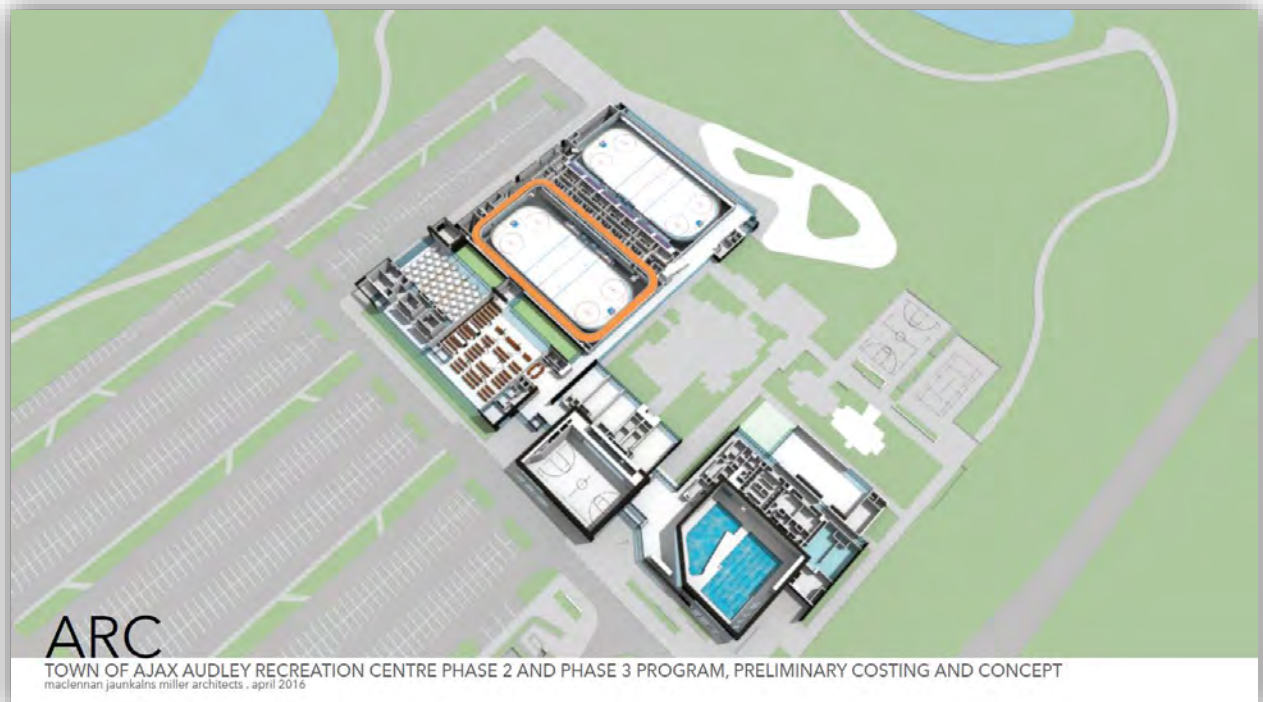 ARC
TOWN OF AJAX AUDLEY RECREATION CENTRE PHASE 2 AND PHASE 3 PROGRAM, PRELIMINARY COSTING AND CONCEPT
maclennan jaunkalns miller architects . april 2016